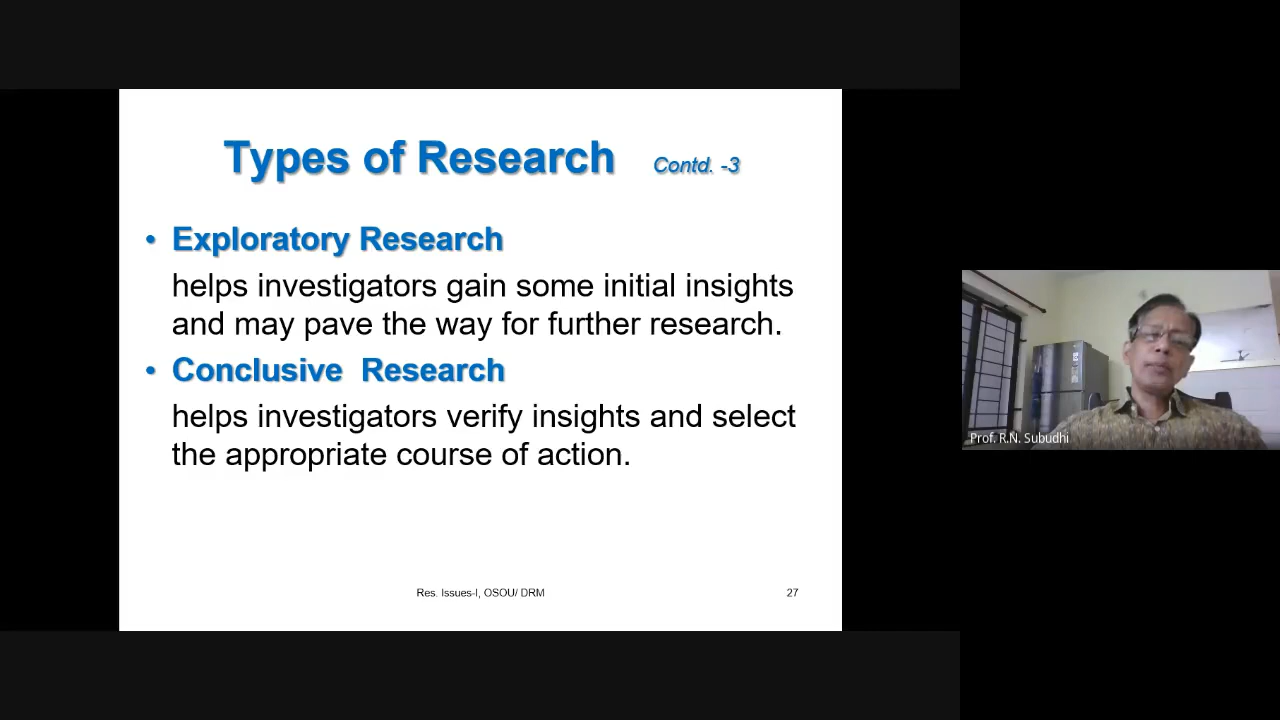 Types of Research Contd. -3
• Exploratory Research
helps investigators gain some initial insights
and may pave the way for further research.
• Conclusive Research
helps investigators verify insights and select
the appropriate course of action.
Res. Issues-I, OSOU/ DRM 27
Prof. R.N. Subudhi